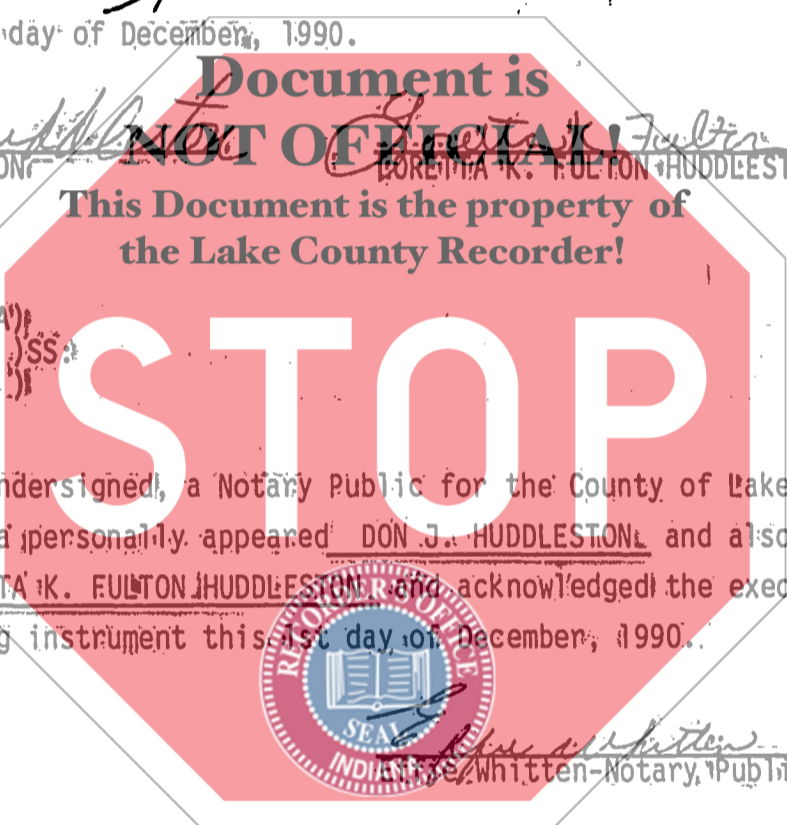 day of December, 1990.
Document is
NOT OFFICIAL!
LORETTA K. FULTON HUDDLEST
This Document is the property of
the Lake County Recorder!
SS:
STOP
ndersigned, a Notary Public for the County of Lake
a personally appeared DON J. HUDDLESTON and also
TA K. FULTON HUDDLESTON and acknowledged the exec
g instrument this 1st day of December, 1990.
RECORDER'S OFFICE
SEAL
INDIANA
Whitten-Notary Publi